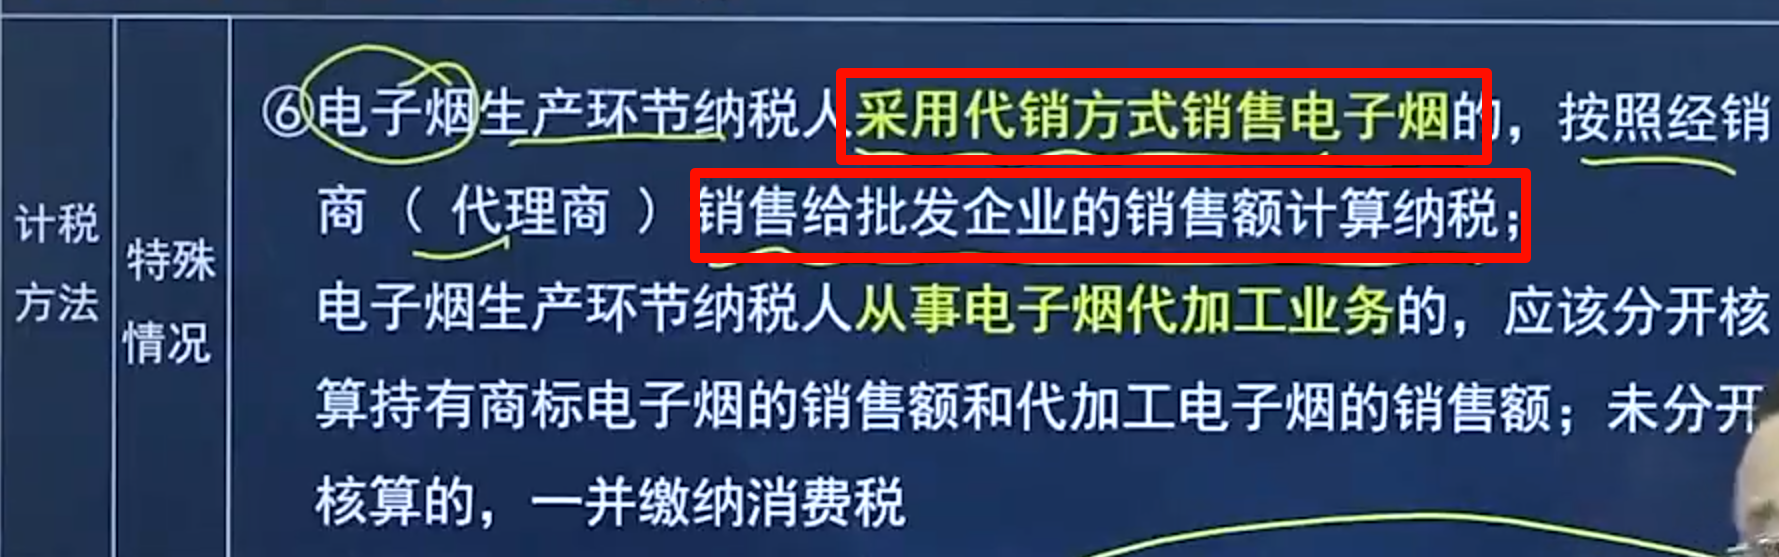 计税
方法
特殊
情况
⑥电子烟生产环节纳税人采用代销方式销售电子烟的，按照经销
商（代理商）销售给批发企业的销售额计算纳税；
电子烟生产环节纳税人从事电子烟代加工业务的，应该分开核
算持有商标电子烟的销售额和代加工电子烟的销售额；未分开
核算的，一并缴纳消费税